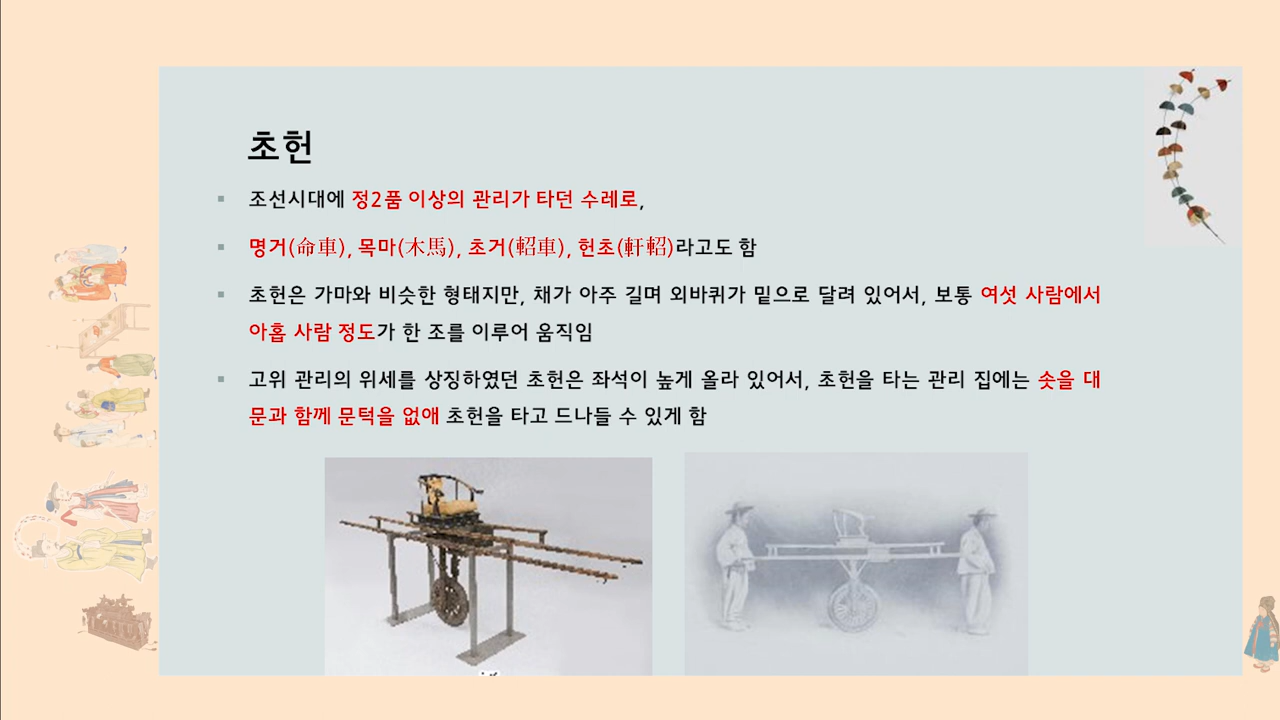 초헌
조선시대에 정2품 이상의 관리가 타던 수레로,
명거(命車), 목마(木馬), 초거(軺車), 헌초(軒軺)라고도 함
초헌은 가마와 비슷한 형태지만, 채가 아주 길며 외바퀴가 밑으로 달려 있어서, 보통 여섯 사람에서
아홉 사람 정도가 한 조를 이루어 움직임
고위 관리의 위세를 상징하였던 초헌은 좌석이 높게 올라 있어서, 초헌을 타는 관리 집에는 솟을 대
문과 함께 문턱을 없애 초헌을 타고 드나들 수 있게 함